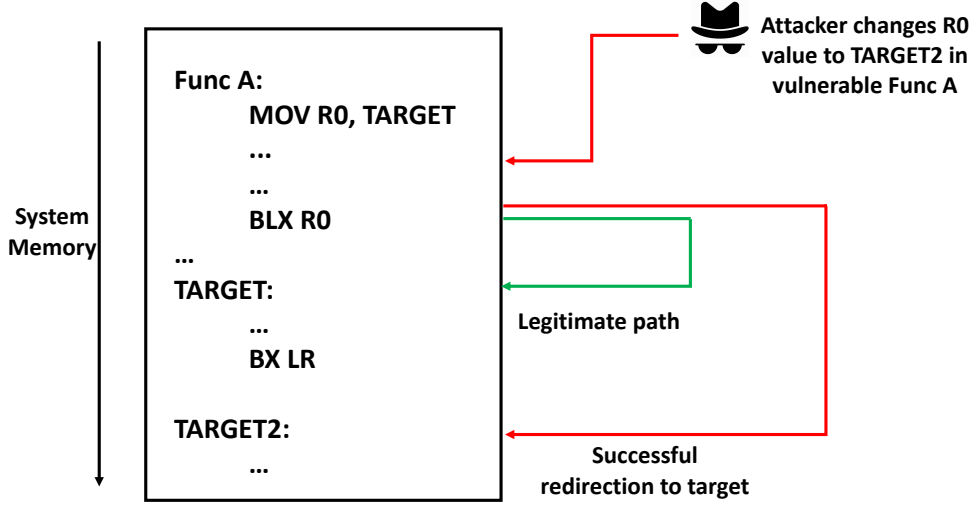 Attacker changes R0
value to TARGET2 in
vulnerable Func A
System
Memory
Func A:
MOV R0, TARGET
...
...
BLX R0
...
TARGET:
...
BX LR
TARGET2:
...
Legitimate path
Successful
redirection to target